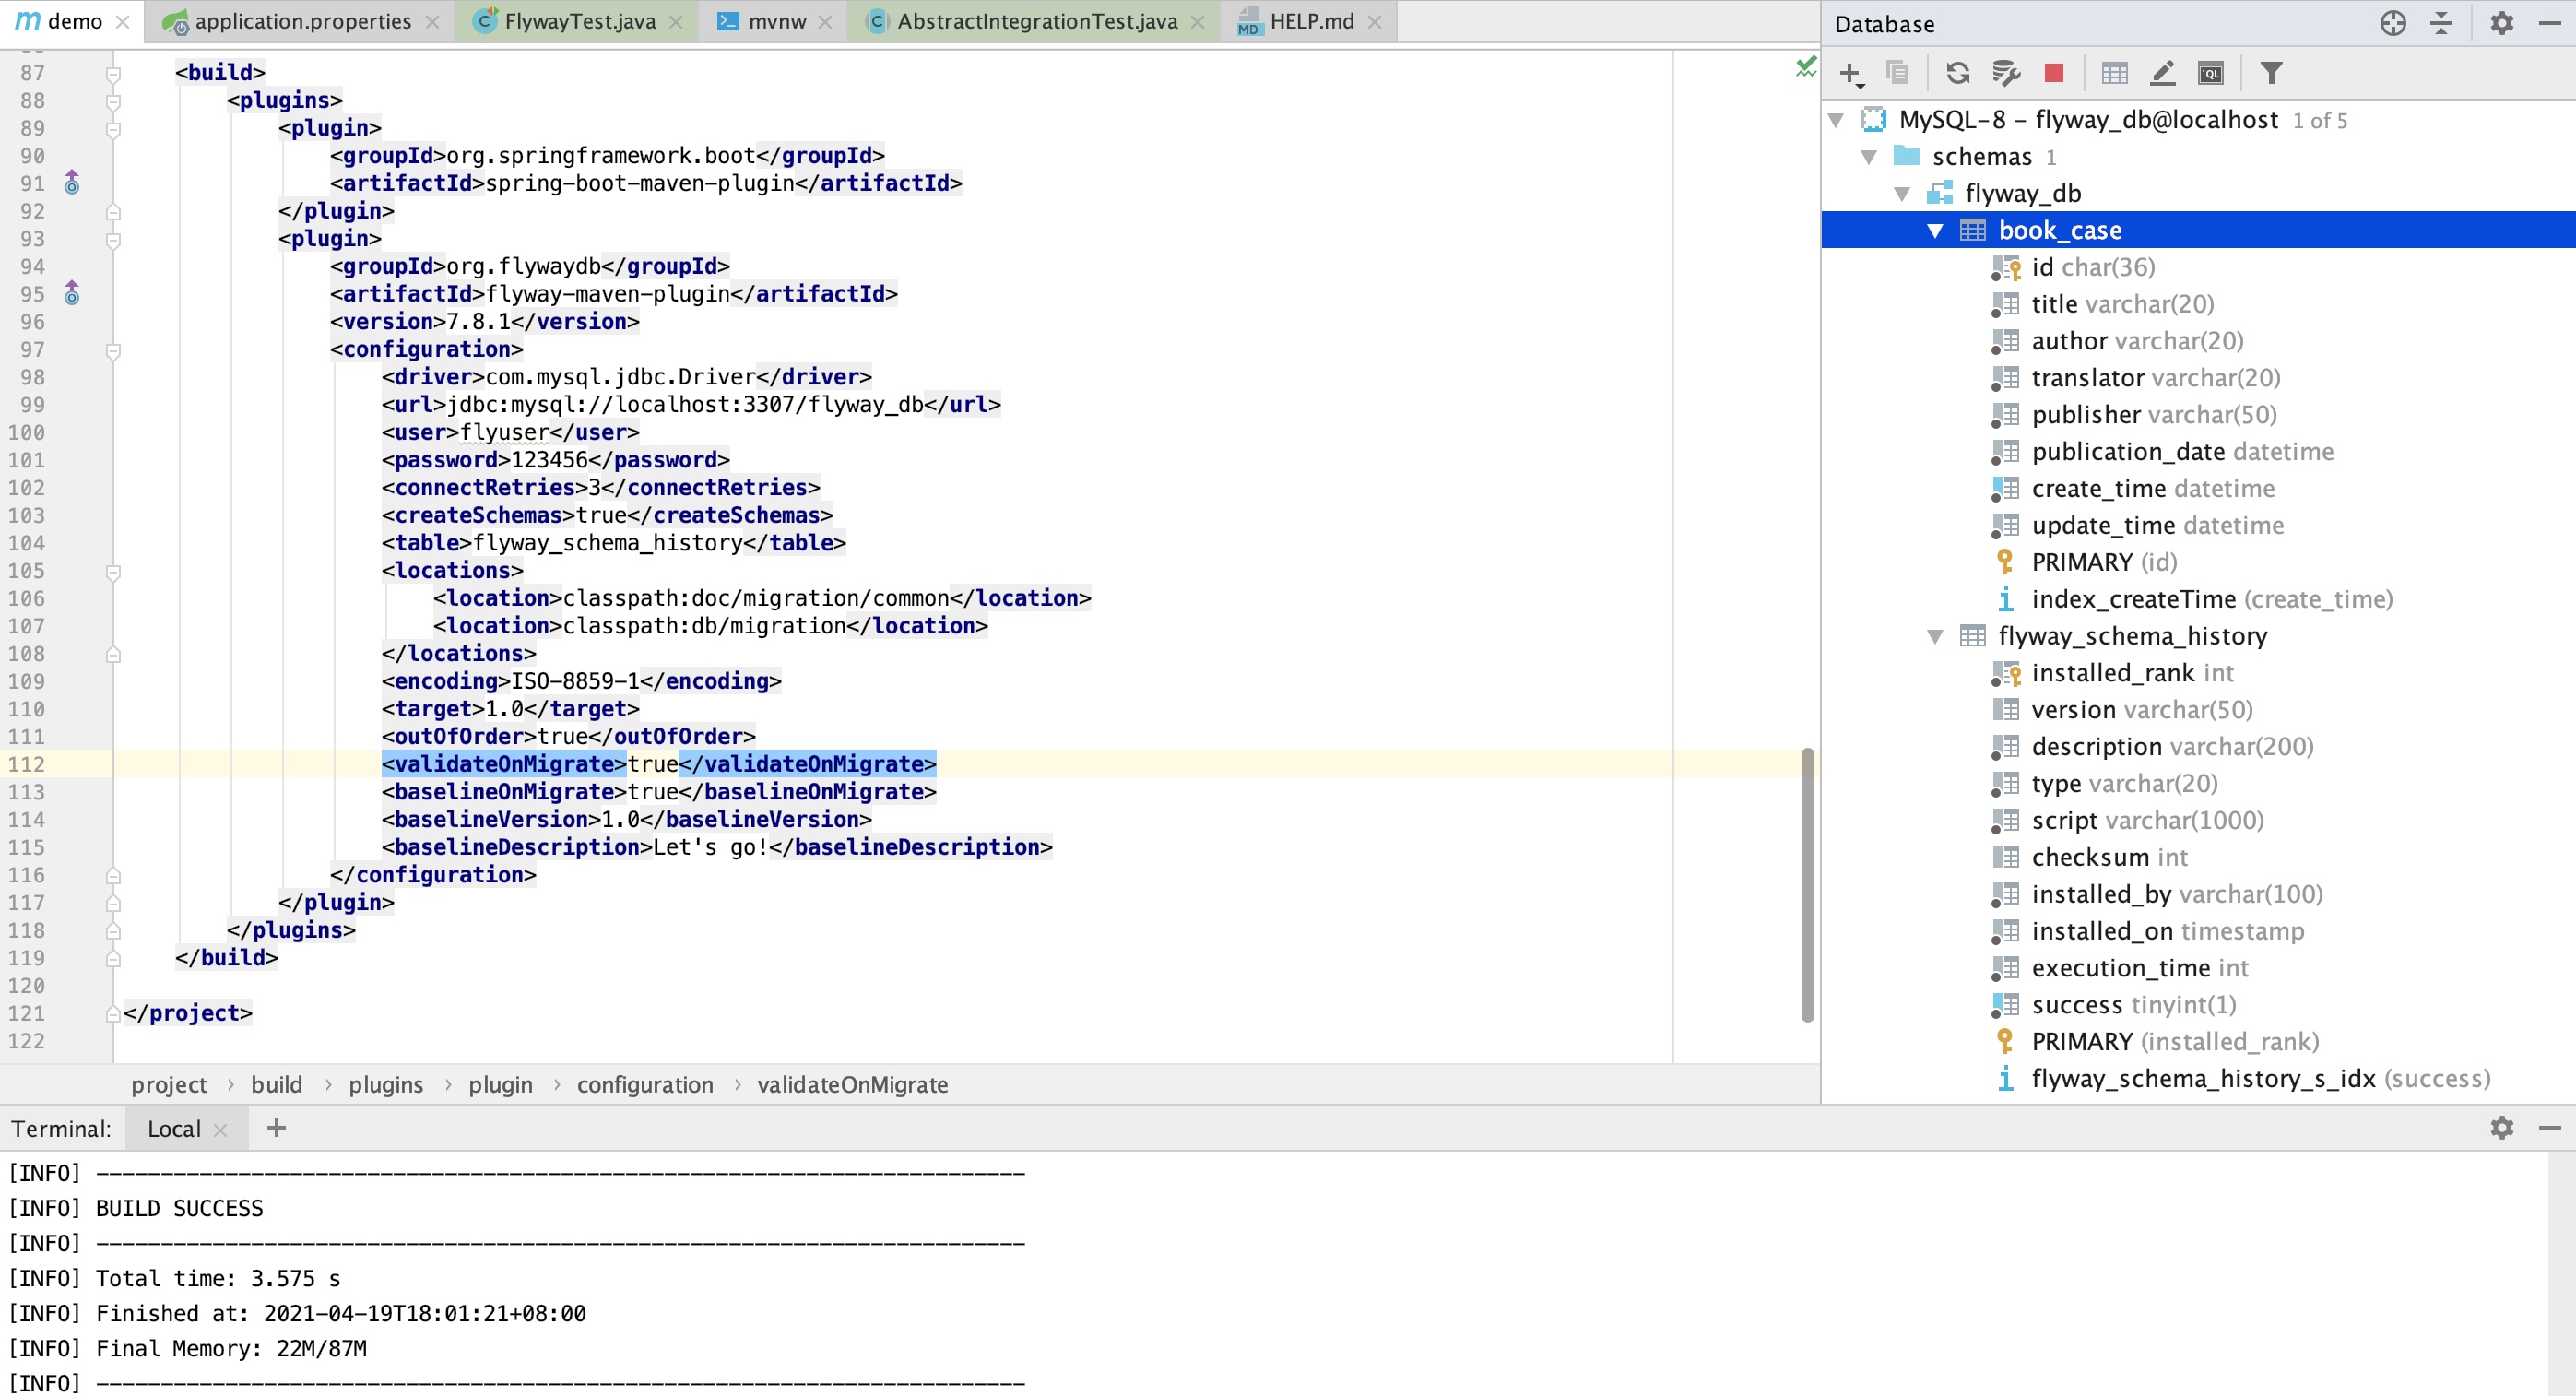 demo application.properties FlywayTest.java mvnw AbstractIntegrationTest.java HELP.md
87 <build>
88 <plugins>
89 <plugin>
90 <groupId>org.springframework.boot</groupId>
91 <artifactId>spring-boot-maven-plugin</artifactId>
92 </plugin>
93 <plugin>
94 <groupId>org.flywaydb</groupId>
95 <artifactId>flyway-maven-plugin</artifactId>
96 <version>7.8.1</version>
97 <configuration>
98 <driver>com.mysql.jdbc.Driver</driver>
99 <url>jdbc:mysql://localhost:3307/flyway_db</url>
100 <user>flyuser</user>
101 <password>123456</password>
102 <connectRetries>3</connectRetries>
103 <createSchemas>true</createSchemas>
104 <table>flyway_schema_history</table>
105 <locations>
106 <location>classpath:doc/migration/common</location>
107 <location>classpath:db/migration</location>
108 </locations>
109 <encoding>ISO-8859-1</encoding>
110 <target>1.0</target>
111 <outOfOrder>true</outOfOrder>
112 <validateOnMigrate>true</validateOnMigrate>
113 <baselineOnMigrate>true</baselineOnMigrate>
114 <baselineVersion>1.0</baselineVersion>
115 <baselineDescription>Let's go!</baselineDescription>
116 </configuration>
117 </plugin>
118 </plugins>
119 </build>
120
121 </project>
122
project › build › plugins › plugin › configuration › validateOnMigrate
Database
MySQL-8 – flyway_db@localhost 1 of 5
schemas 1
flyway_db
book_case
id char(36)
title varchar(20)
author varchar(20)
translator varchar(20)
publisher varchar(50)
publication_date datetime
create_time datetime
update_time datetime
PRIMARY (id)
index_createTime (create_time)
flyway_schema_history
installed_rank int
version varchar(50)
description varchar(200)
type varchar(20)
script varchar(1000)
checksum int
installed_by varchar(100)
installed_on timestamp
execution_time int
success tinyint(1)
PRIMARY (installed_rank)
flyway_schema_history_s_idx (success)
Terminal: Local
[INFO] ------------------------------------------------------------------------
[INFO] BUILD SUCCESS
[INFO] ------------------------------------------------------------------------
[INFO] Total time: 3.575 s
[INFO] Finished at: 2021-04-19T18:01:21+08:00
[INFO] Final Memory: 22M/87M
[INFO] ------------------------------------------------------------------------